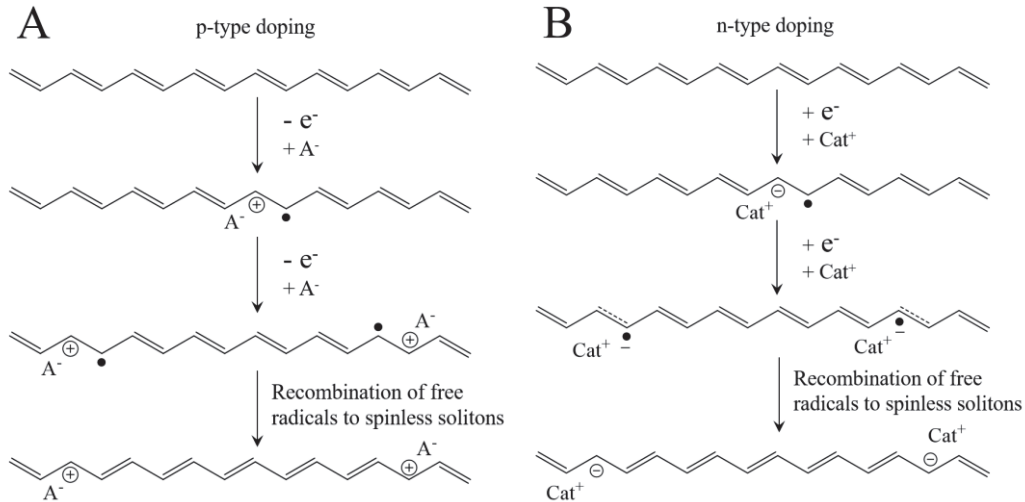 A
p-type doping
- e⁻
+ A⁻
A⁻ ⊕ •
- e⁻
+ A⁻
A⁻ ⊕ • • ⊕ A⁻
Recombination of free
radicals to spinless solitons
A⁻ ⊕ ⊕ A⁻
B
n-type doping
+ e⁻
+ Cat⁺
Cat⁺ ⊖ •
+ e⁻
+ Cat⁺
Cat⁺ • − Cat⁺ • −
Recombination of free
radicals to spinless solitons
Cat⁺ ⊖ ⊖ Cat⁺